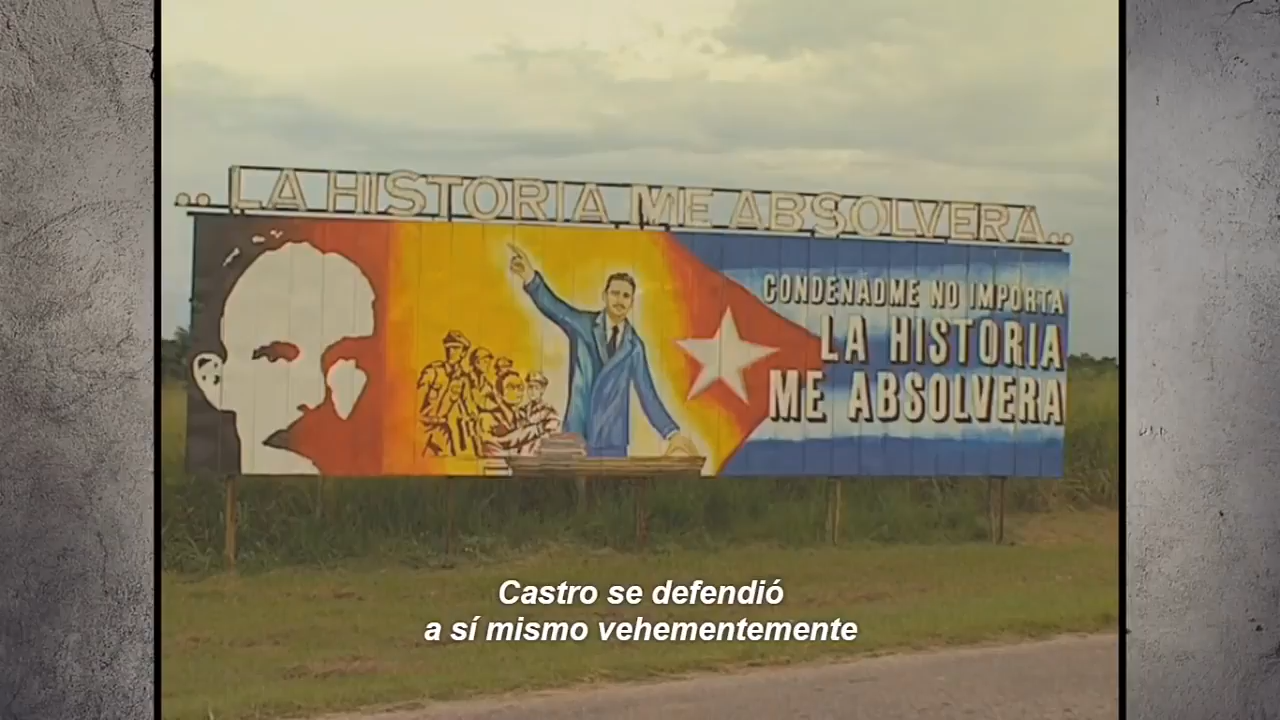 .. LA HISTORIA ME ABSOLVERA..
CONDENADME NO IMPORTA
LA HISTORIA
ME ABSOLVERA
Castro se defendió
a sí mismo vehementemente